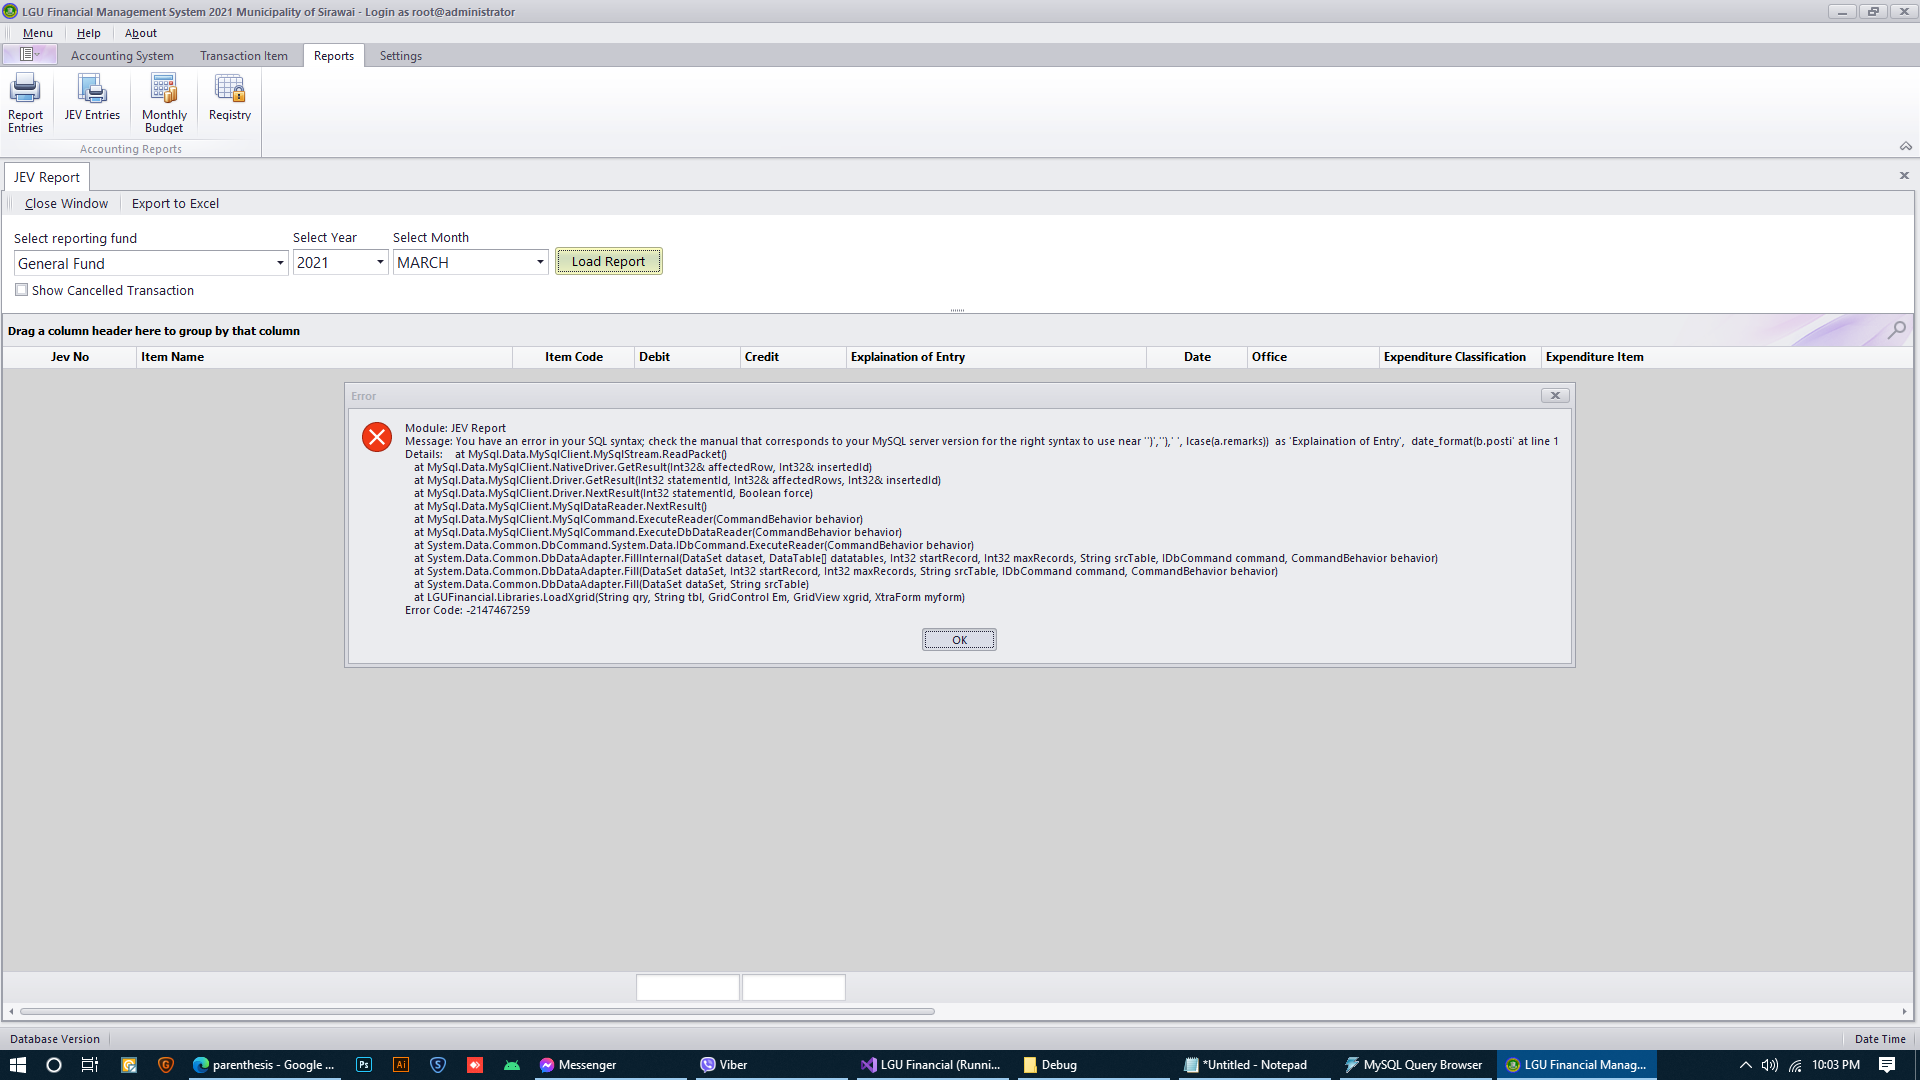 LGU Financial Management System 2021 Municipality of Sirawai - Login as root@administrator
Menu Help About
Accounting System Transaction Item Reports Settings
Report Entries JEV Entries Monthly Budget Registry
Accounting Reports
JEV Report
Close Window Export to Excel
Select reporting fund Select Year Select Month
General Fund 2021 MARCH Load Report
Show Cancelled Transaction
Drag a column header here to group by that column
Jev No Item Name Item Code Debit Credit Explaination of Entry Date Office Expenditure Classification Expenditure Item
Error
Module: JEV Report
Message: You have an error in your SQL syntax; check the manual that corresponds to your MySQL server version for the right syntax to use near '')',''),' ', lcase(a.remarks))  as 'Explaination of Entry',  date_format(b.posti' at line 1
Details:    at MySql.Data.MySqlClient.MySqlStream.ReadPacket()
at MySql.Data.MySqlClient.NativeDriver.GetResult(Int32& affectedRow, Int32& insertedId)
at MySql.Data.MySqlClient.Driver.GetResult(Int32 statementId, Int32& affectedRows, Int32& insertedId)
at MySql.Data.MySqlClient.Driver.NextResult(Int32 statementId, Boolean force)
at MySql.Data.MySqlClient.MySqlDataReader.NextResult()
at MySql.Data.MySqlClient.MySqlCommand.ExecuteReader(CommandBehavior behavior)
at MySql.Data.MySqlClient.MySqlCommand.ExecuteDbDataReader(CommandBehavior behavior)
at System.Data.Common.DbCommand.System.Data.IDbCommand.ExecuteReader(CommandBehavior behavior)
at System.Data.Common.DbDataAdapter.FillInternal(DataSet dataset, DataTable[] datatables, Int32 startRecord, Int32 maxRecords, String srcTable, IDbCommand command, CommandBehavior behavior)
at System.Data.Common.DbDataAdapter.Fill(DataSet dataSet, Int32 startRecord, Int32 maxRecords, String srcTable, IDbCommand command, CommandBehavior behavior)
at System.Data.Common.DbDataAdapter.Fill(DataSet dataSet, String srcTable)
at LGUFinancial.Libraries.LoadXgrid(String qry, String tbl, GridControl Em, GridView xgrid, XtraForm myform)
Error Code: -2147467259
OK
Database Version Date Time
parenthesis - Google ... Ps Ai Messenger Viber LGU Financial (Runni... Debug *Untitled - Notepad MySQL Query Browser LGU Financial Manag... 10:03 PM